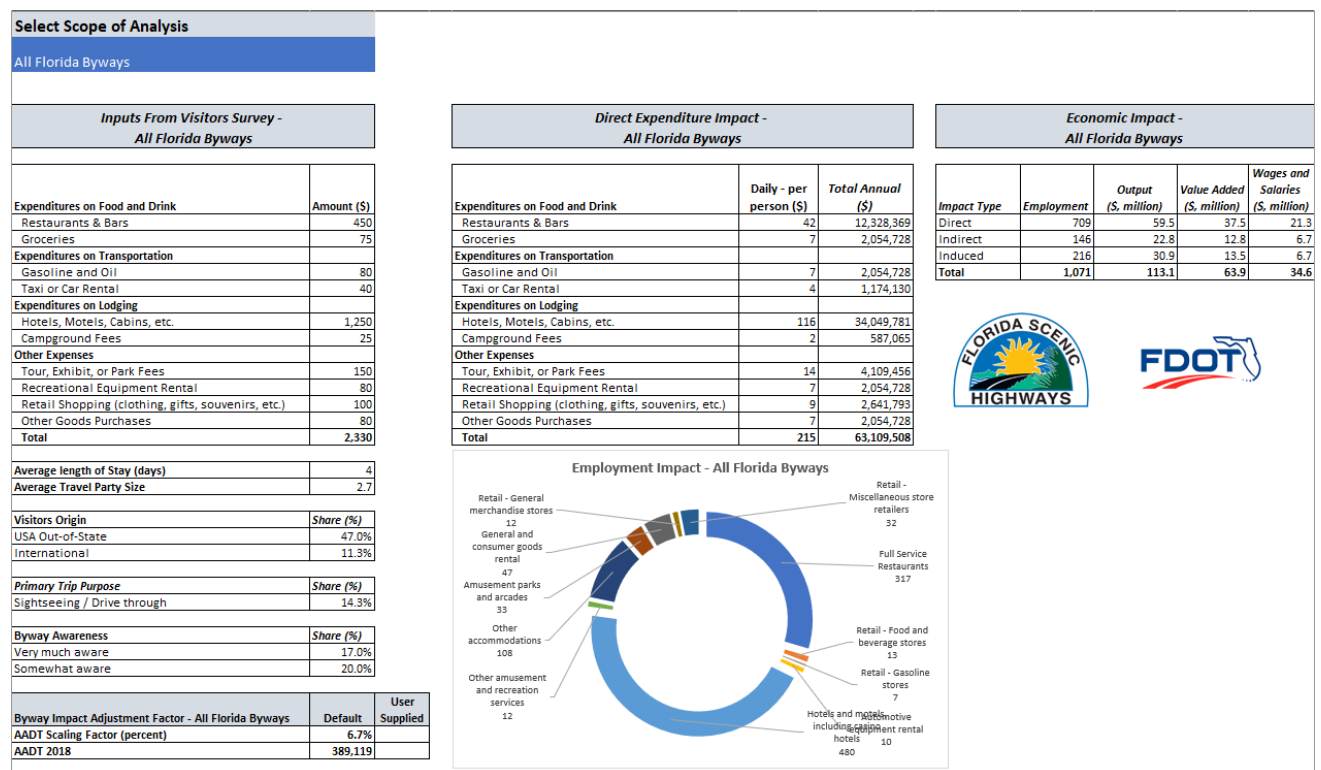 Select Scope of Analysis
All Florida Byways
Inputs From Visitors Survey -
All Florida Byways
Expenditures on Food and Drink Amount ($)
Restaurants & Bars 450
Groceries 75
Expenditures on Transportation
Gasoline and Oil 80
Taxi or Car Rental 40
Expenditures on Lodging
Hotels, Motels, Cabins, etc. 1,250
Campground Fees 25
Other Expenses
Tour, Exhibit, or Park Fees 150
Recreational Equipment Rental 80
Retail Shopping (clothing, gifts, souvenirs, etc.) 100
Other Goods Purchases 80
Total 2,330
Average length of Stay (days) 4
Average Travel Party Size 2.7
Visitors Origin Share (%)
USA Out-of-State 47.0%
International 11.3%
Primary Trip Purpose Share (%)
Sightseeing / Drive through 14.3%
Byway Awareness Share (%)
Very much aware 17.0%
Somewhat aware 20.0%
User
Byway Impact Adjustment Factor - All Florida Byways Default Supplied
AADT Scaling Factor (percent) 6.7%
AADT 2018 389,119
Direct Expenditure Impact -
All Florida Byways
Daily - per Total Annual
Expenditures on Food and Drink person ($) ($)
Restaurants & Bars 42 12,328,369
Groceries 7 2,054,728
Expenditures on Transportation
Gasoline and Oil 7 2,054,728
Taxi or Car Rental 4 1,174,130
Expenditures on Lodging
Hotels, Motels, Cabins, etc. 116 34,049,781
Campground Fees 2 587,065
Other Expenses
Tour, Exhibit, or Park Fees 14 4,109,456
Recreational Equipment Rental 7 2,054,728
Retail Shopping (clothing, gifts, souvenirs, etc.) 9 2,641,793
Other Goods Purchases 7 2,054,728
Total 215 63,109,508
Employment Impact - All Florida Byways
Retail - General
merchandise stores
12
General and
consumer goods
rental
47
Amusement parks
and arcades
33
Other
accommodations
108
Other amusement
and recreation
services
12
Retail -
Miscellaneous store
retailers
32
Full Service
Restaurants
317
Retail - Food and
beverage stores
13
Retail - Gasoline
stores
7
Automotive
equipment rental
10
Hotels and motels,
including casino
hotels
480
Economic Impact -
All Florida Byways
Wages and
Output Value Added Salaries
Impact Type Employment ($, million) ($, million) ($, million)
Direct 709 59.5 37.5 21.3
Indirect 146 22.8 12.8 6.7
Induced 216 30.9 13.5 6.7
Total 1,071 113.1 63.9 34.6
FLORIDA SCENIC
HIGHWAYS
FDOT